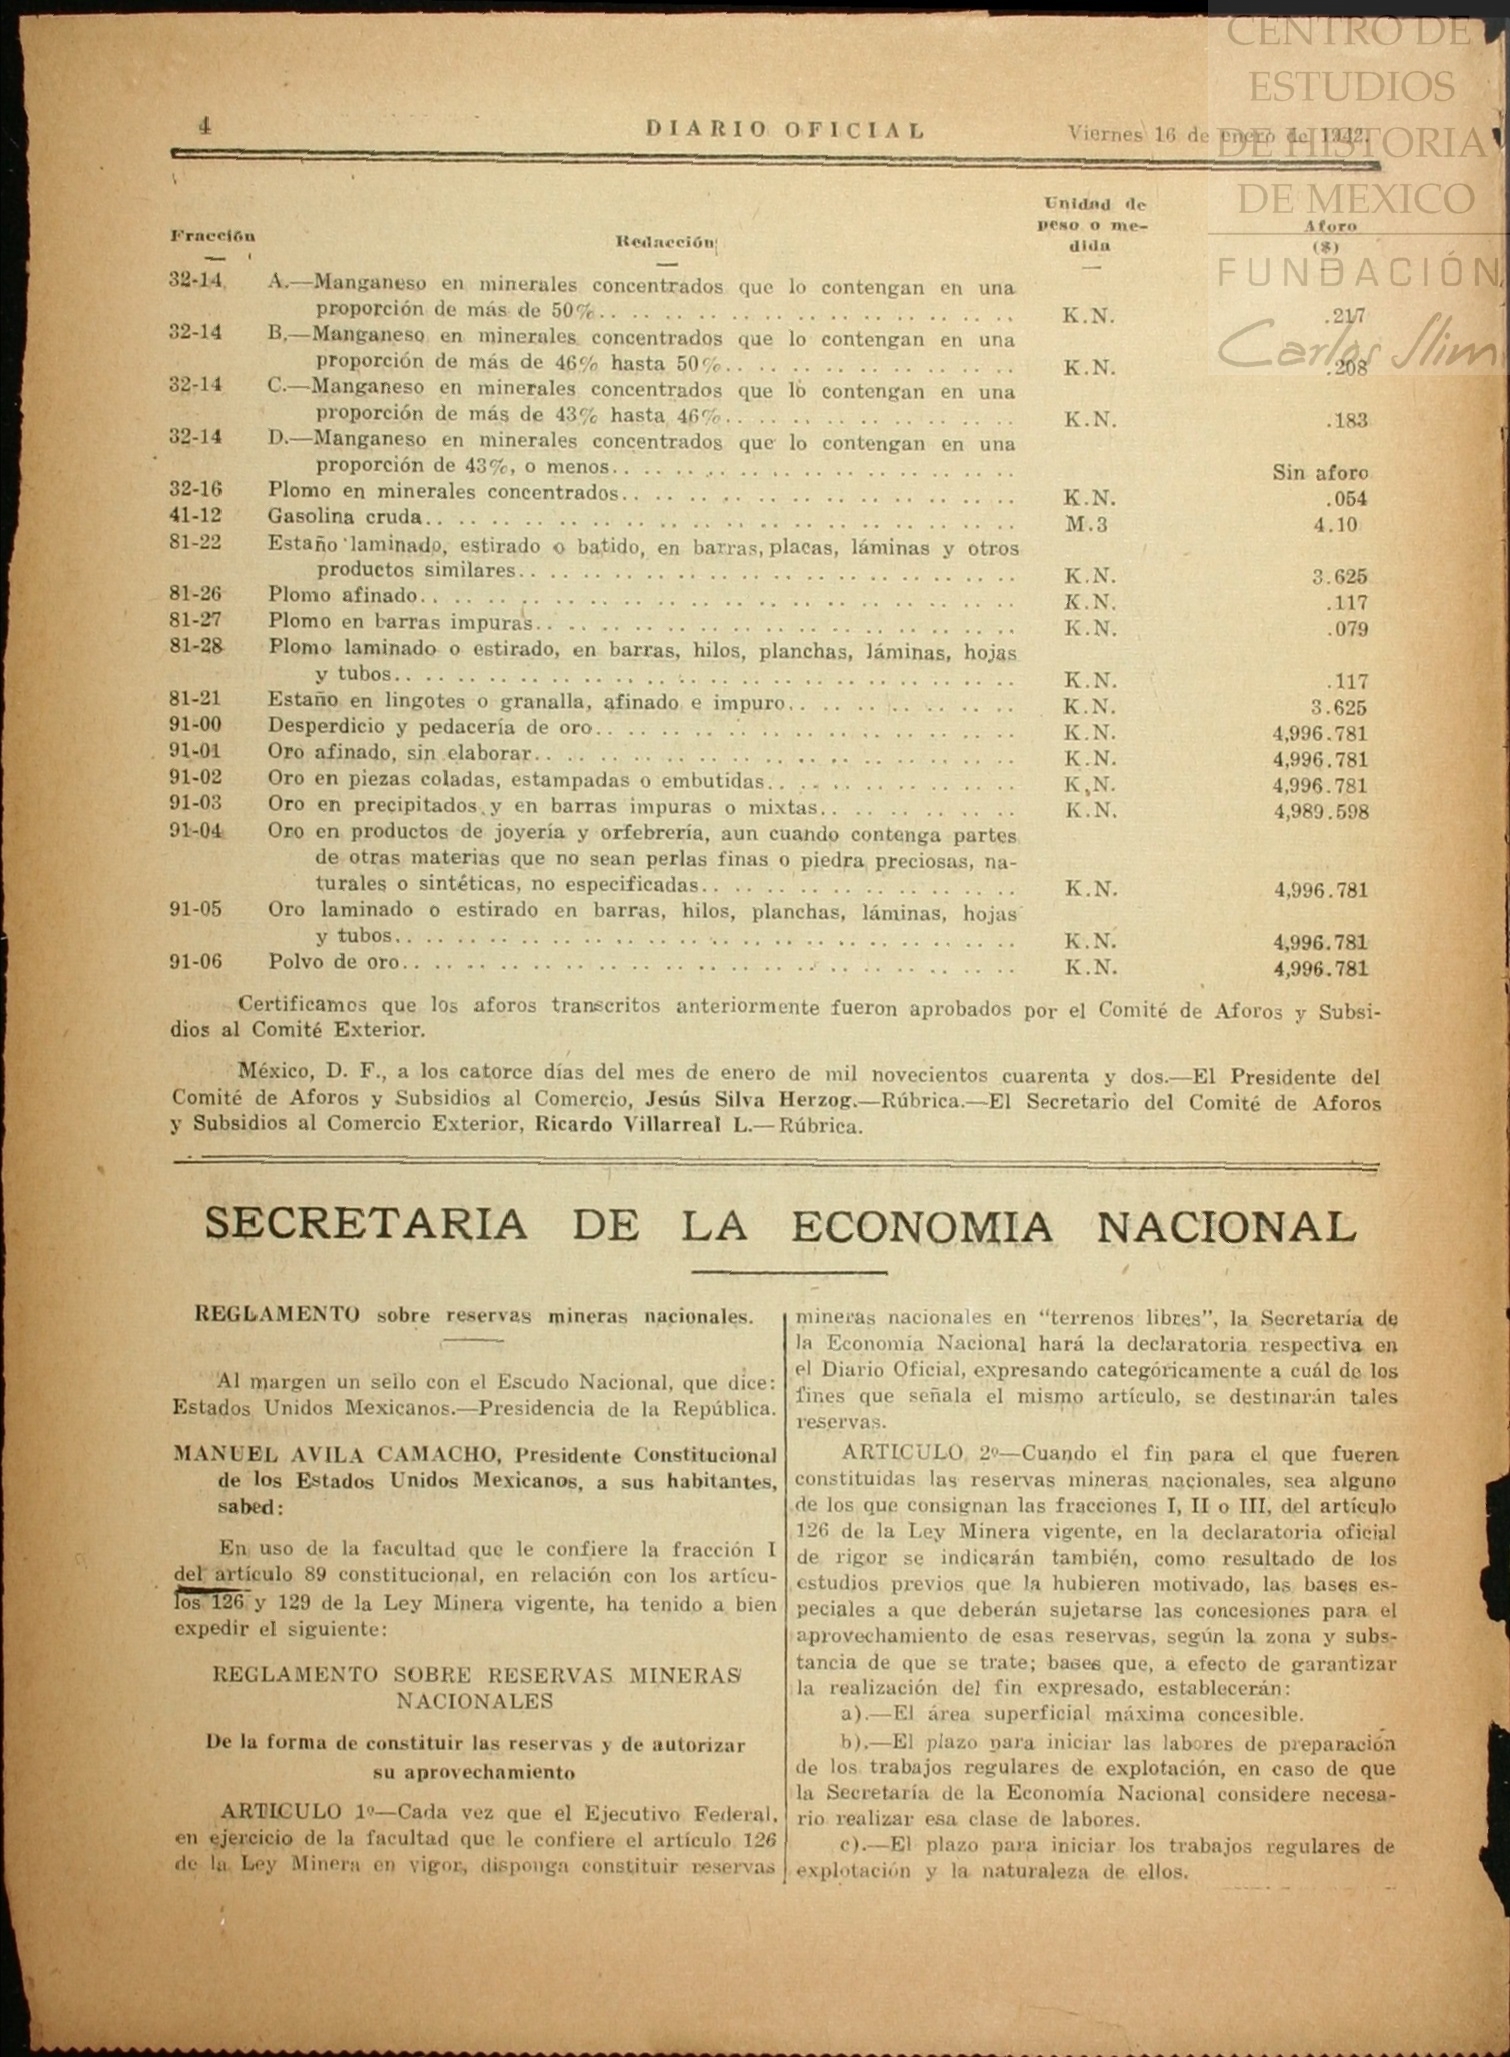 CENTRO DE
ESTUDIOS
DE HISTORIA
DE MEXICO
FUNDACIÓN
Carlos Slim
4 DIARIO OFICIAL Viernes 16 de enero de 1942.
Fracción Redacción Unidad de peso o me- dida Aforo ($)
32-14 A.—Manganeso en minerales concentrados que lo contengan en una
proporción de más de 50%.. K.N. .217
32-14 B.—Manganeso en minerales concentrados que lo contengan en una
proporción de más de 46% hasta 50%.. K.N. .208
32-14 C.—Manganeso en minerales concentrados que lo contengan en una
proporción de más de 43% hasta 46%.. K.N. .183
32-14 D.—Manganeso en minerales concentrados que lo contengan en una
proporción de 43%, o menos.. Sin aforo
32-16 Plomo en minerales concentrados.. K.N. .054
41-12 Gasolina cruda.. M.3 4.10
81-22 Estaño laminado, estirado o batido, en barras, placas, láminas y otros
productos similares.. K.N. 3.625
81-26 Plomo afinado.. K.N. .117
81-27 Plomo en barras impuras.. K.N. .079
81-28 Plomo laminado o estirado, en barras, hilos, planchas, láminas, hojas
y tubos.. K.N. .117
81-21 Estaño en lingotes o granalla, afinado e impuro.. K.N. 3.625
91-00 Desperdicio y pedacería de oro.. K.N. 4,996.781
91-01 Oro afinado, sin elaborar.. K.N. 4,996.781
91-02 Oro en piezas coladas, estampadas o embutidas.. K.N. 4,996.781
91-03 Oro en precipitados y en barras impuras o mixtas.. K.N. 4,989.598
91-04 Oro en productos de joyería y orfebrería, aun cuando contenga partes
de otras materias que no sean perlas finas o piedra preciosas, na-
turales o sintéticas, no especificadas.. K.N. 4,996.781
91-05 Oro laminado o estirado en barras, hilos, planchas, láminas, hojas
y tubos.. K.N. 4,996.781
91-06 Polvo de oro.. K.N. 4,996.781
Certificamos que los aforos transcritos anteriormente fueron aprobados por el Comité de Aforos y Subsi-
dios al Comité Exterior.
México, D. F., a los catorce días del mes de enero de mil novecientos cuarenta y dos.—El Presidente del
Comité de Aforos y Subsidios al Comercio, Jesús Silva Herzog.—Rúbrica.—El Secretario del Comité de Aforos
y Subsidios al Comercio Exterior, Ricardo Villarreal L.—Rúbrica.
SECRETARIA DE LA ECONOMIA NACIONAL
REGLAMENTO sobre reservas mineras nacionales.
Al margen un sello con el Escudo Nacional, que dice:
Estados Unidos Mexicanos.—Presidencia de la República.
MANUEL AVILA CAMACHO, Presidente Constitucional
de los Estados Unidos Mexicanos, a sus habitantes,
sabed:
En uso de la facultad que le confiere la fracción I
del artículo 89 constitucional, en relación con los artícu-
los 126 y 129 de la Ley Minera vigente, ha tenido a bien
expedir el siguiente:
REGLAMENTO SOBRE RESERVAS MINERAS
NACIONALES
De la forma de constituir las reservas y de autorizar
su aprovechamiento
ARTICULO 1º—Cada vez que el Ejecutivo Federal,
en ejercicio de la facultad que le confiere el artículo 126
de la Ley Minera en vigor, disponga constituir reservas
mineras nacionales en "terrenos libres", la Secretaría de
la Economía Nacional hará la declaratoria respectiva en
el Diario Oficial, expresando categóricamente a cuál de los
fines que señala el mismo artículo, se destinarán tales
reservas.
ARTICULO 2º—Cuando el fin para el que fueren
constituidas las reservas mineras nacionales, sea alguno
de los que consignan las fracciones I, II o III, del artículo
126 de la Ley Minera vigente, en la declaratoria oficial
de rigor se indicarán también, como resultado de los
estudios previos que la hubieren motivado, las bases es-
peciales a que deberán sujetarse las concesiones para el
aprovechamiento de esas reservas, según la zona y subs-
tancia de que se trate; bases que, a efecto de garantizar
la realización del fin expresado, establecerán:
a).—El área superficial máxima concesible.
b).—El plazo para iniciar las labores de preparación
de los trabajos regulares de explotación, en caso de que
la Secretaría de la Economía Nacional considere necesa-
rio realizar esa clase de labores.
c).—El plazo para iniciar los trabajos regulares de
explotación y la naturaleza de ellos.